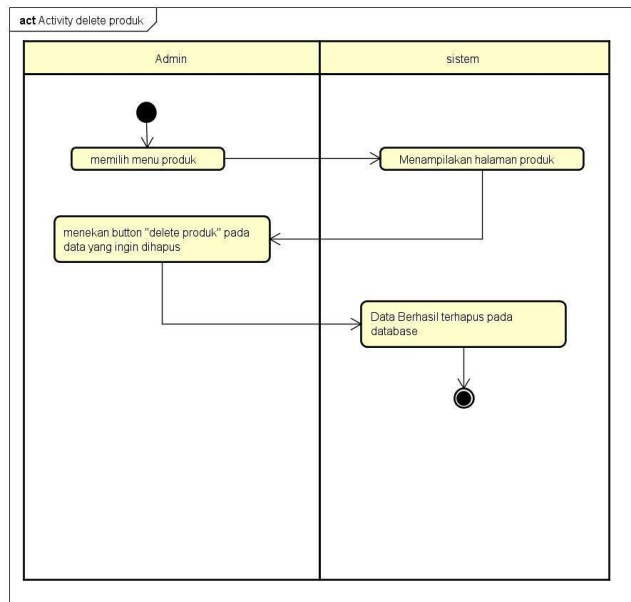 act Activity delete produk
Admin
sistem
memilih menu produk
Menampilakan halaman produk
menekan button "delete produk" pada
data yang ingin dihapus
Data Berhasil terhapus pada
database